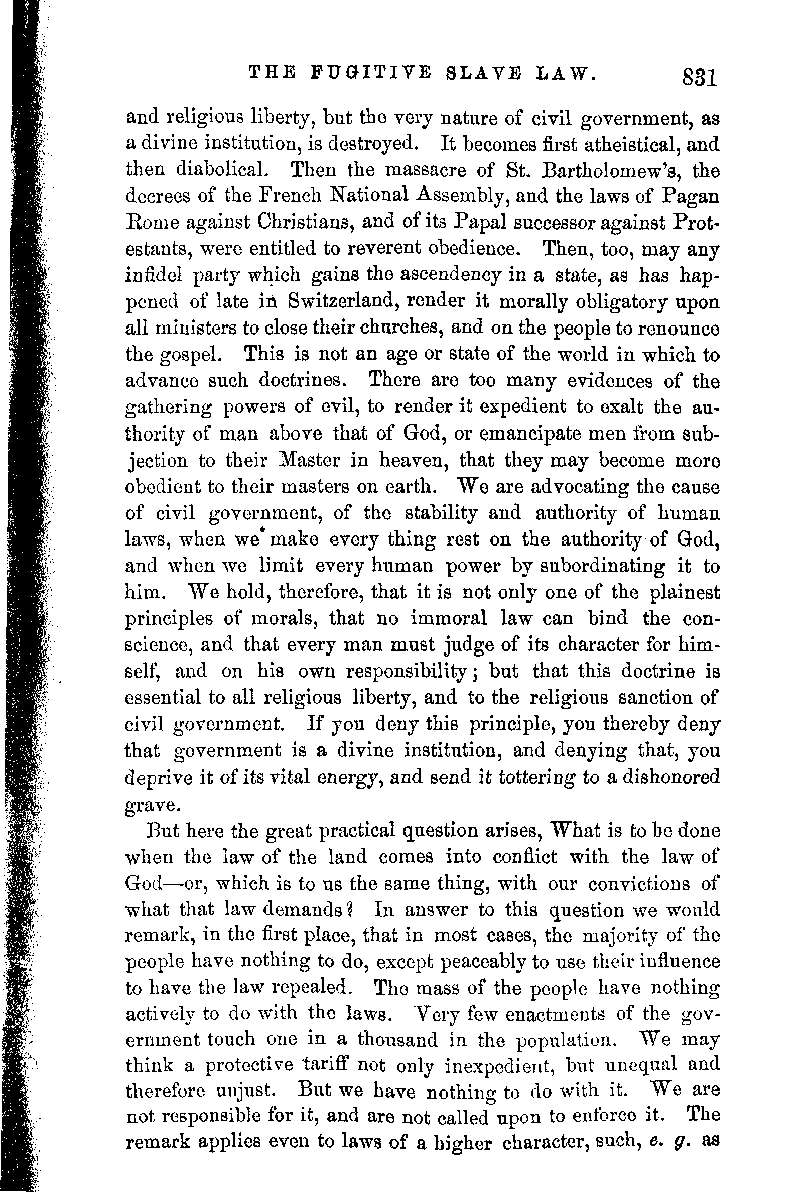 THE FUGITIVE SLAVE LAW. 831
and religious liberty, but the very nature of civil government, as
a divine institution, is destroyed. It becomes first atheistical, and
then diabolical. Then the massacre of St. Bartholomew's, the
decrees of the French National Assembly, and the laws of Pagan
Rome against Christians, and of its Papal successor against Prot-
estants, were entitled to reverent obedience. Then, too, may any
infidel party which gains the ascendency in a state, as has hap-
pened of late in Switzerland, render it morally obligatory upon
all ministers to close their churches, and on the people to renounce
the gospel. This is not an age or state of the world in which to
advance such doctrines. There are too many evidences of the
gathering powers of evil, to render it expedient to exalt the au-
thority of man above that of God, or emancipate men from sub-
jection to their Master in heaven, that they may become more
obedient to their masters on earth. We are advocating the cause
of civil government, of the stability and authority of human
laws, when we make every thing rest on the authority of God,
and when we limit every human power by subordinating it to
him. We hold, therefore, that it is not only one of the plainest
principles of morals, that no immoral law can bind the con-
science, and that every man must judge of its character for him-
self, and on his own responsibility; but that this doctrine is
essential to all religious liberty, and to the religious sanction of
civil government. If you deny this principle, you thereby deny
that government is a divine institution, and denying that, you
deprive it of its vital energy, and send it tottering to a dishonored
grave.
But here the great practical question arises, What is to be done
when the law of the land comes into conflict with the law of
God—or, which is to us the same thing, with our convictions of
what that law demands? In answer to this question we would
remark, in the first place, that in most cases, the majority of the
people have nothing to do, except peaceably to use their influence
to have the law repealed. The mass of the people have nothing
actively to do with the laws. Very few enactments of the gov-
ernment touch one in a thousand in the population. We may
think a protective tariff not only inexpedient, but unequal and
therefore unjust. But we have nothing to do with it. We are
not responsible for it, and are not called upon to enforce it. The
remark applies even to laws of a higher character, such, e. g. as